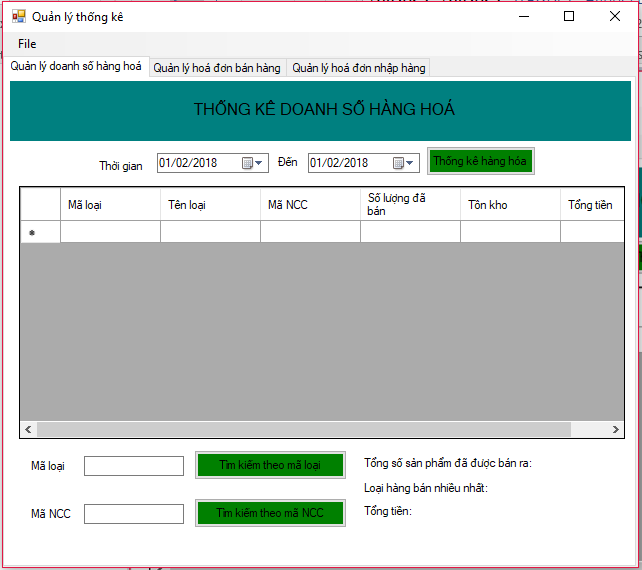 Quản lý thống kê
File
Quản lý doanh số hàng hoá Quản lý hoá đơn bán hàng Quản lý hoá đơn nhập hàng
THỐNG KÊ DOANH SỐ HÀNG HOÁ
Thời gian 01/02/2018 Đến 01/02/2018 Thống kê hàng hóa
Mã loại Tên loại Mã NCC Số lượng đã bán Tồn kho Tổng tiền
Mã loại Tìm kiếm theo mã loại Tổng số sản phẩm đã được bán ra:
Loại hàng bán nhiều nhất:
Mã NCC Tìm kiếm theo mã NCC Tổng tiền: